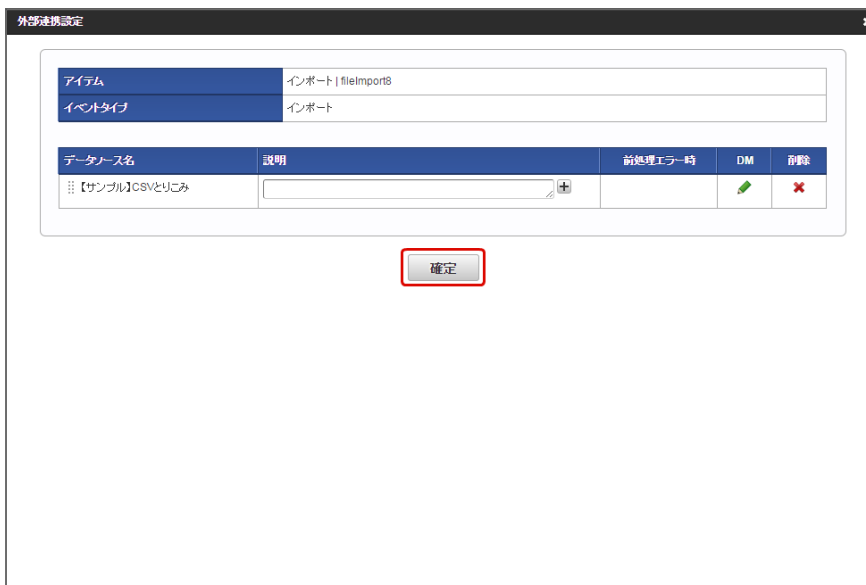 外部連携設定
アイテム インポート | fileImport8
イベントタイプ インポート
データソース名 説明 前処理エラー時 DM 削除
【サンプル】CSVとりこみ
確定